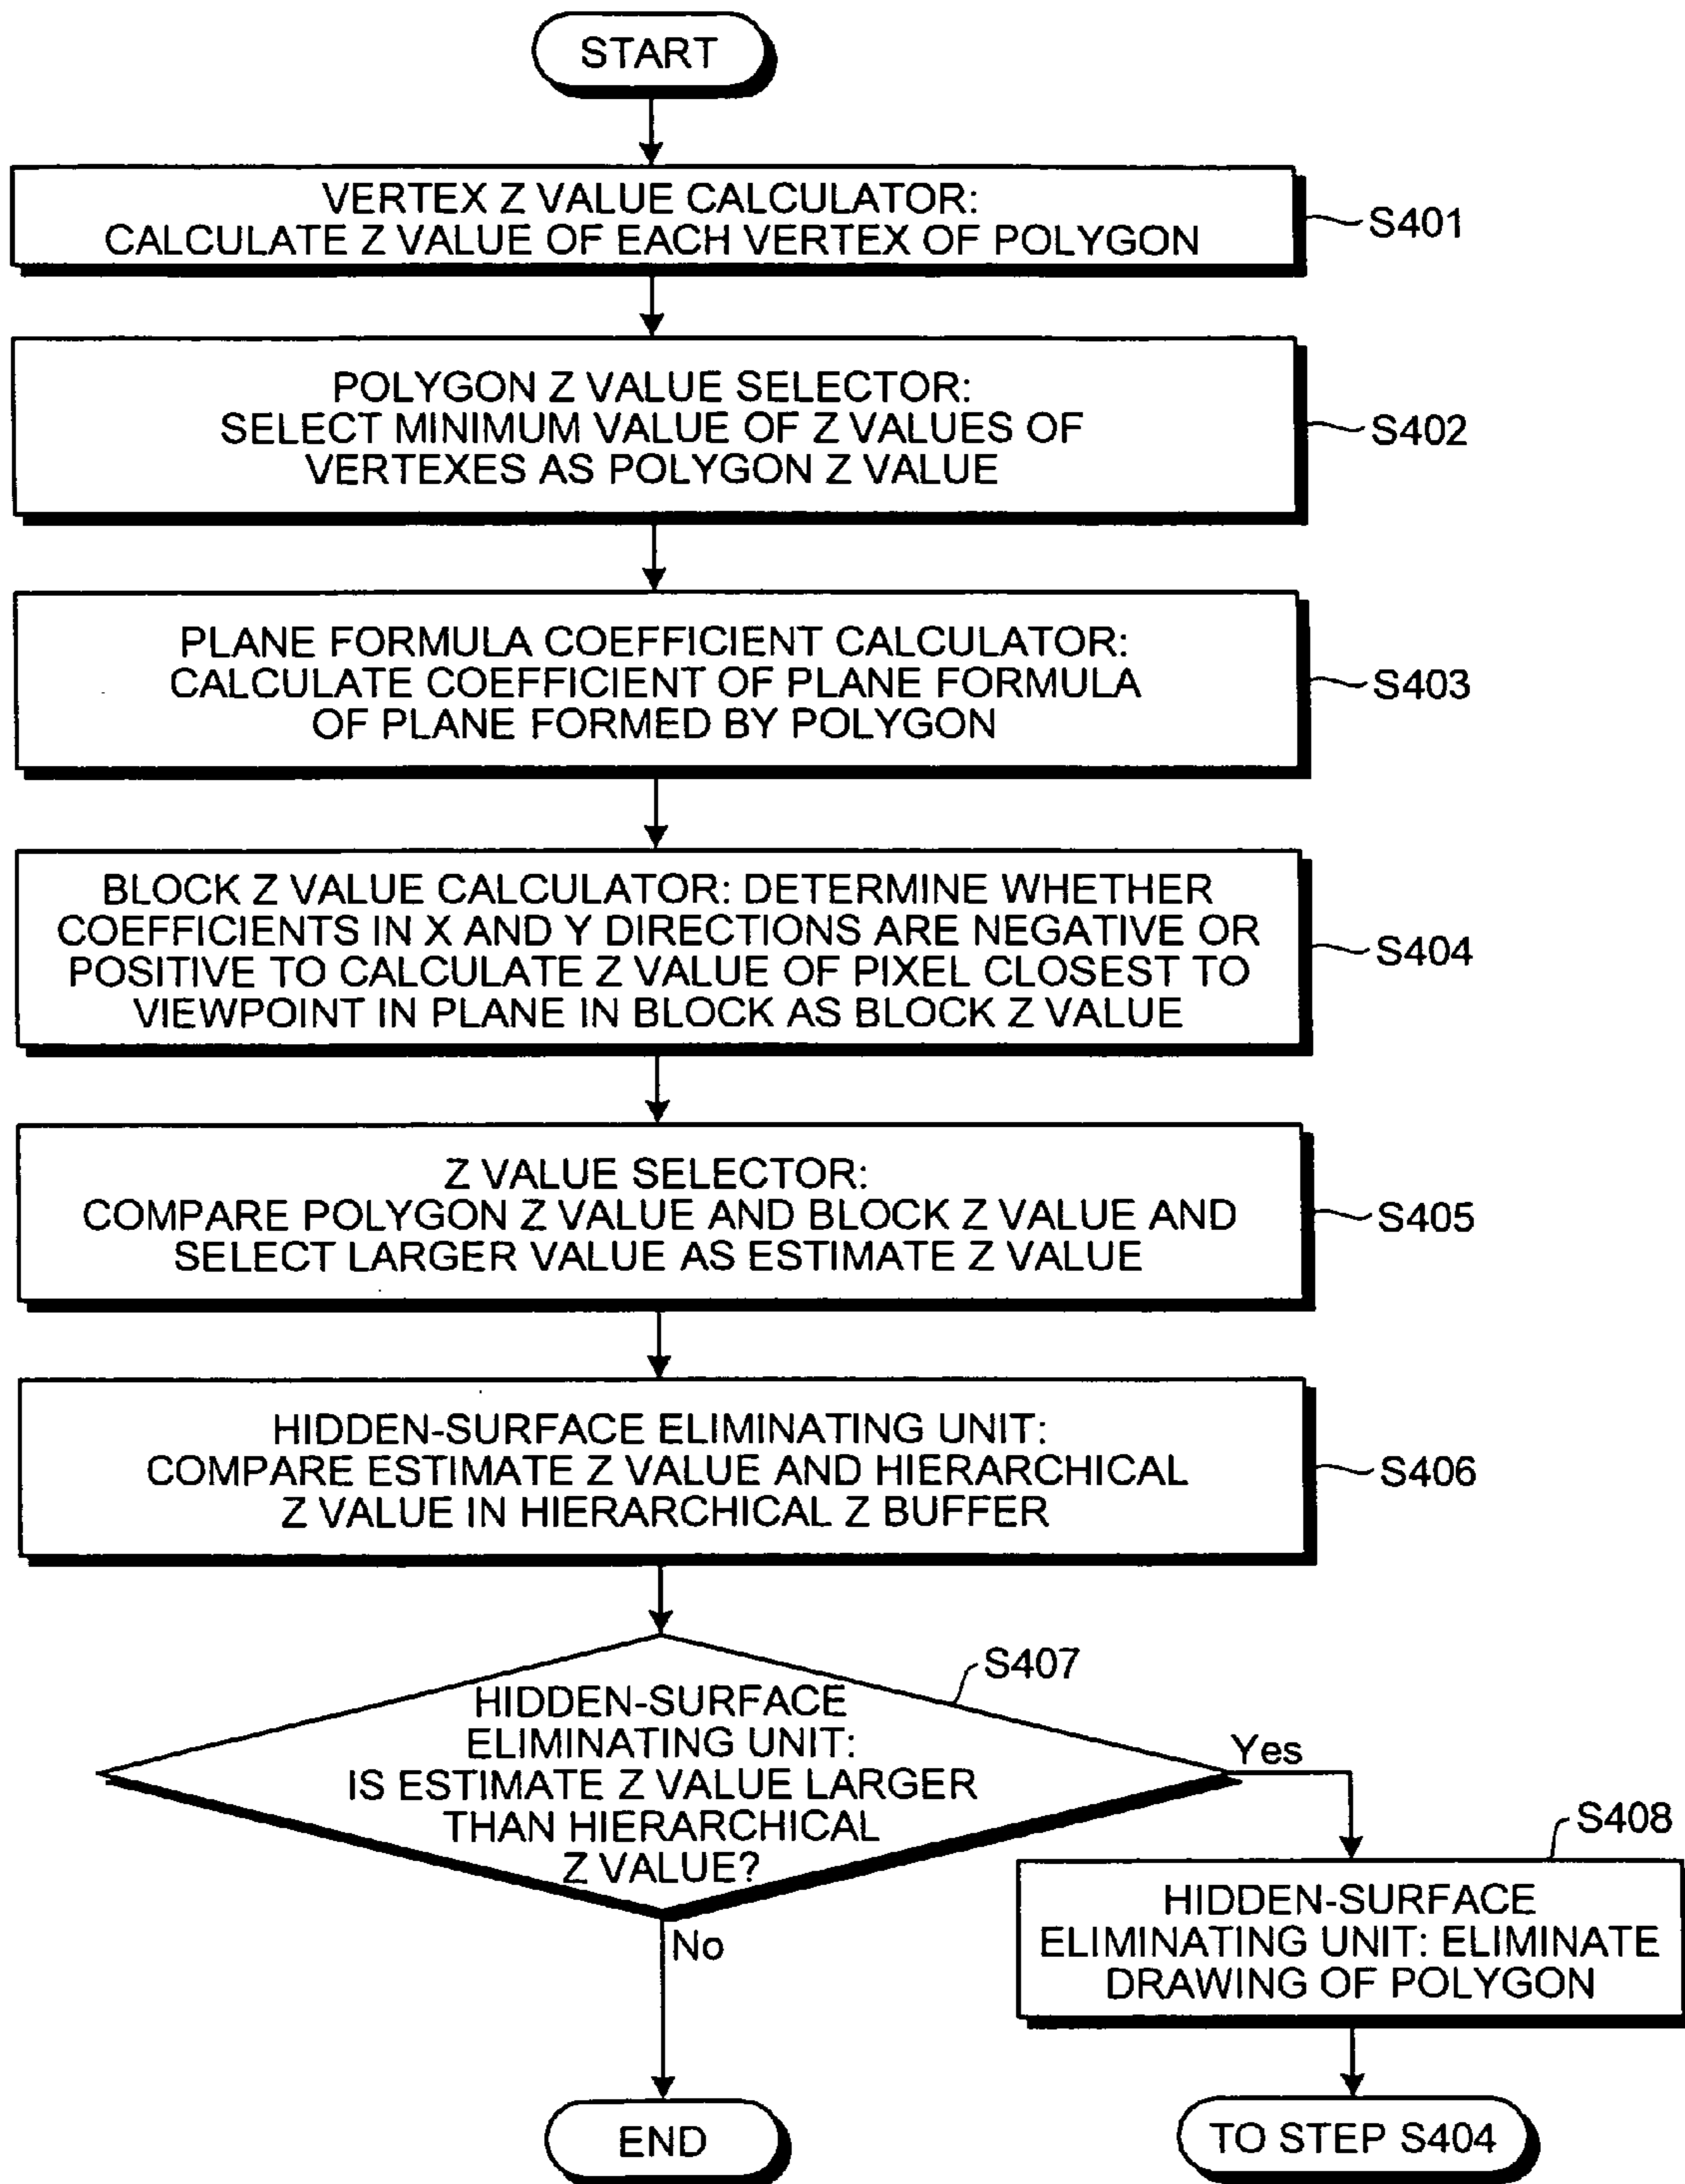 START
VERTEX Z VALUE CALCULATOR:
CALCULATE Z VALUE OF EACH VERTEX OF POLYGON
S401
POLYGON Z VALUE SELECTOR:
SELECT MINIMUM VALUE OF Z VALUES OF
VERTEXES AS POLYGON Z VALUE
S402
PLANE FORMULA COEFFICIENT CALCULATOR:
CALCULATE COEFFICIENT OF PLANE FORMULA
OF PLANE FORMED BY POLYGON
S403
BLOCK Z VALUE CALCULATOR: DETERMINE WHETHER
COEFFICIENTS IN X AND Y DIRECTIONS ARE NEGATIVE OR
POSITIVE TO CALCULATE Z VALUE OF PIXEL CLOSEST TO
VIEWPOINT IN PLANE IN BLOCK AS BLOCK Z VALUE
S404
Z VALUE SELECTOR:
COMPARE POLYGON Z VALUE AND BLOCK Z VALUE AND
SELECT LARGER VALUE AS ESTIMATE Z VALUE
S405
HIDDEN-SURFACE ELIMINATING UNIT:
COMPARE ESTIMATE Z VALUE AND HIERARCHICAL
Z VALUE IN HIERARCHICAL Z BUFFER
S406
S407
HIDDEN-SURFACE
ELIMINATING UNIT:
IS ESTIMATE Z VALUE LARGER
THAN HIERARCHICAL
Z VALUE?
Yes
No
S408
HIDDEN-SURFACE
ELIMINATING UNIT: ELIMINATE
DRAWING OF POLYGON
END
TO STEP S404